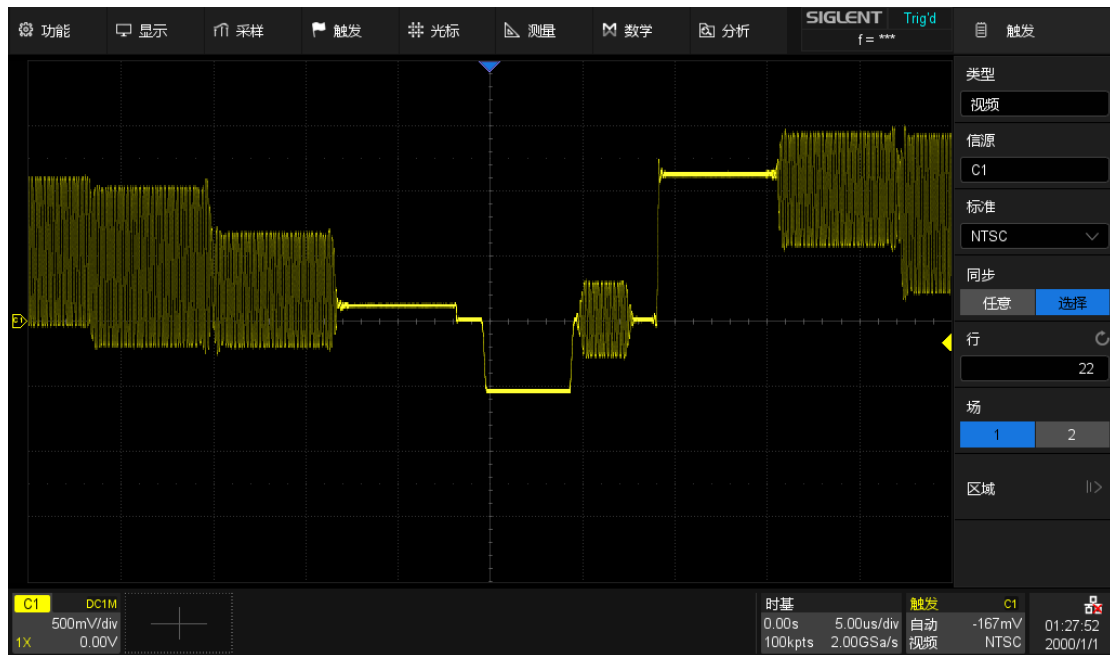 功能 显示 采样 触发 光标 测量 数学 分析 SIGLENT Trig'd 触发
f = ***
类型
视频
信源
C1
标准
NTSC
同步
任意 选择
行
22
场
1 2
区域
C1
C1 DC1M
500mV/div
1X 0.00V
时基
0.00s 5.00us/div
100kpts 2.00GSa/s
触发 C1
自动 -167mV
视频 NTSC
01:27:52
2000/1/1